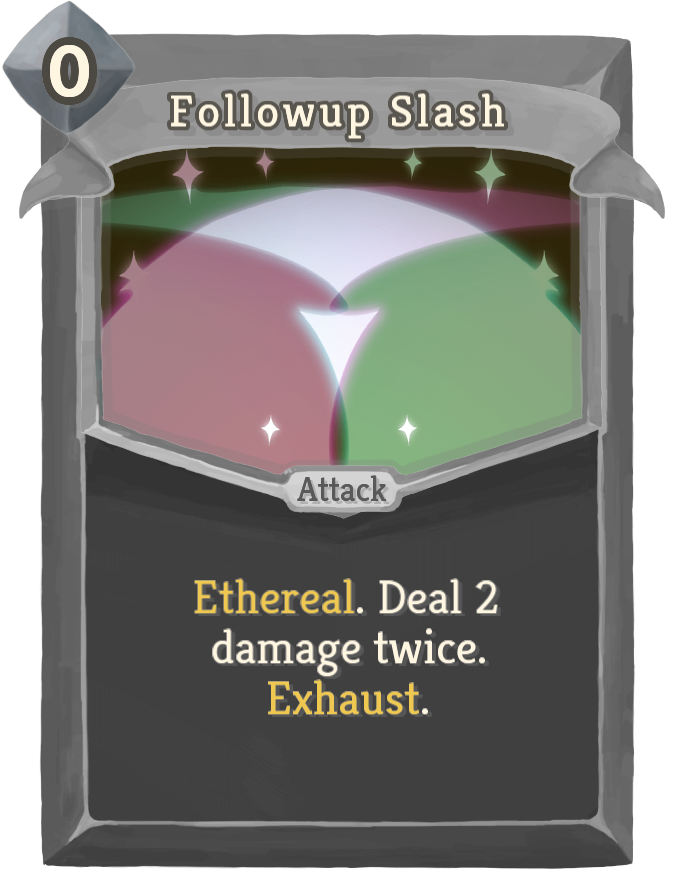 0
Followup Slash
Attack
Ethereal. Deal 2
damage twice.
Exhaust.